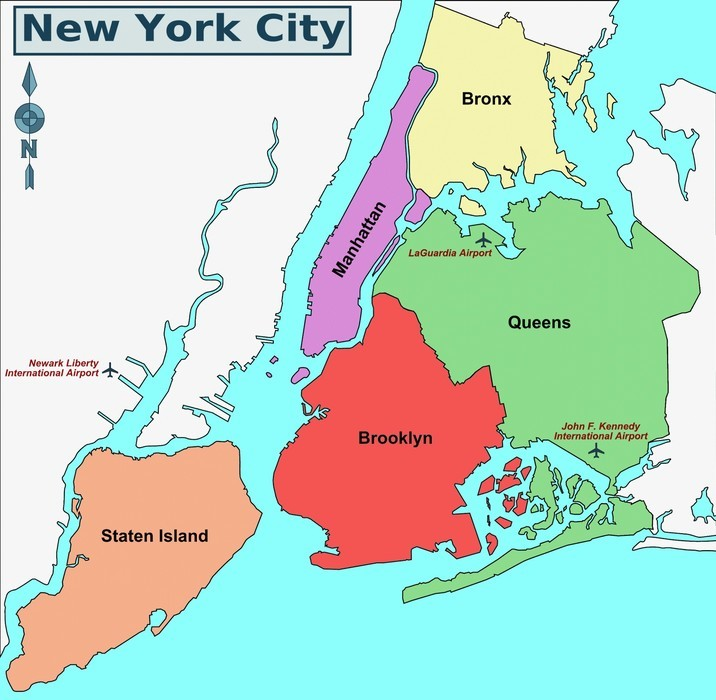 New York City
N
Bronx
Manhattan
LaGuardia Airport
Queens
Newark Liberty
International Airport
John F. Kennedy
International Airport
Brooklyn
Staten Island